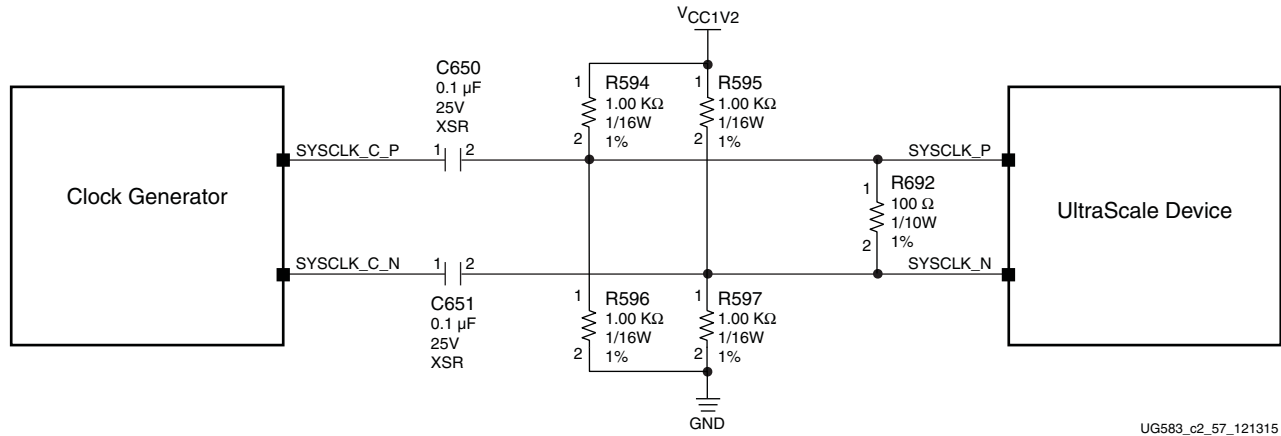 VCC1V2
C650
0.1 µF
25V
XSR
1 2
R594
1.00 KΩ
1/16W
1%
1
2
R595
1.00 KΩ
1/16W
1%
1
2
SYSCLK_C_P
SYSCLK_P
Clock Generator
R692
100 Ω
1/10W
1%
1
2
UltraScale Device
SYSCLK_C_N
1 2
SYSCLK_N
C651
0.1 µF
25V
XSR
R596
1.00 KΩ
1/16W
1%
1
2
R597
1.00 KΩ
1/16W
1%
1
2
GND
UG583_c2_57_121315